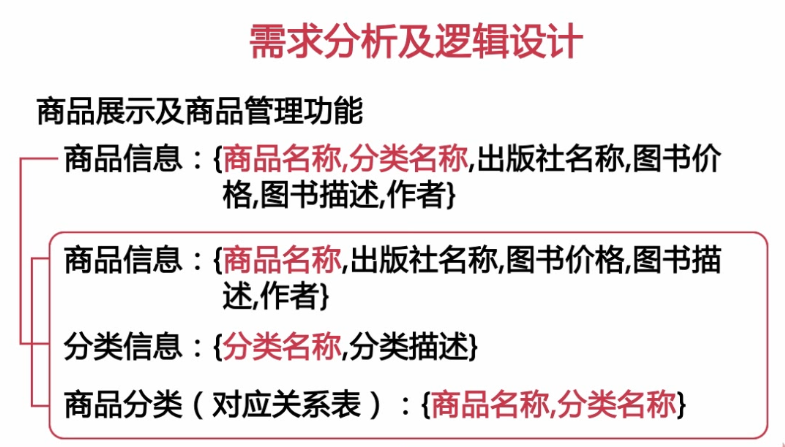 需求分析及逻辑设计
商品展示及商品管理功能
商品信息：{商品名称,分类名称,出版社名称,图书价
格,图书描述,作者}
商品信息：{商品名称,出版社名称,图书价格,图书描
述,作者}
分类信息：{分类名称,分类描述}
商品分类（对应关系表）：{商品名称,分类名称}